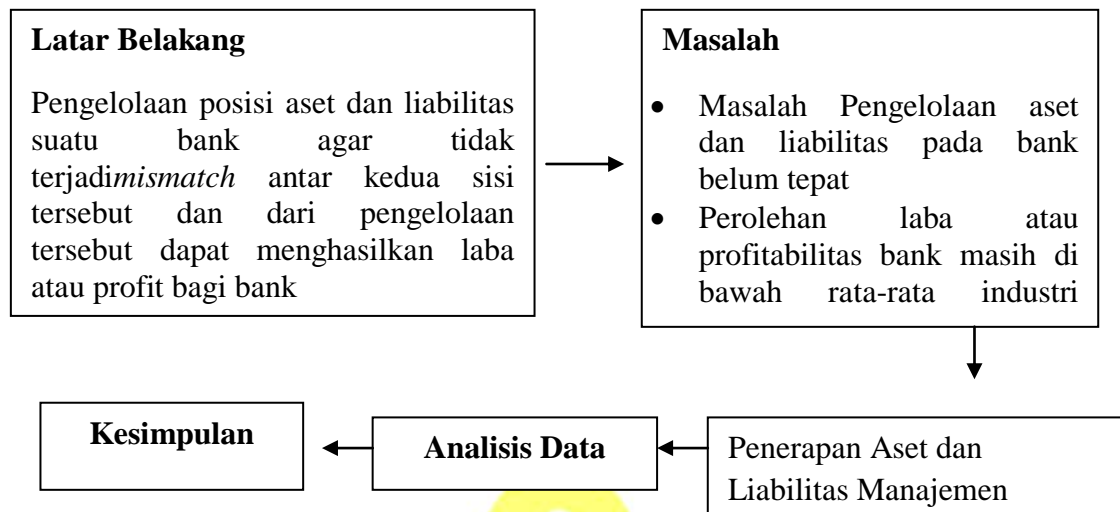 Latar Belakang
Pengelolaan posisi aset dan liabilitas
suatu bank agar tidak
terjadimismatch antar kedua sisi
tersebut dan dari pengelolaan
tersebut dapat menghasilkan laba
atau profit bagi bank
Masalah
• Masalah Pengelolaan aset
dan liabilitas pada bank
belum tepat
• Perolehan laba atau
profitabilitas bank masih di
bawah rata-rata industri
Penerapan Aset dan
Liabilitas Manajemen
Analisis Data
Kesimpulan